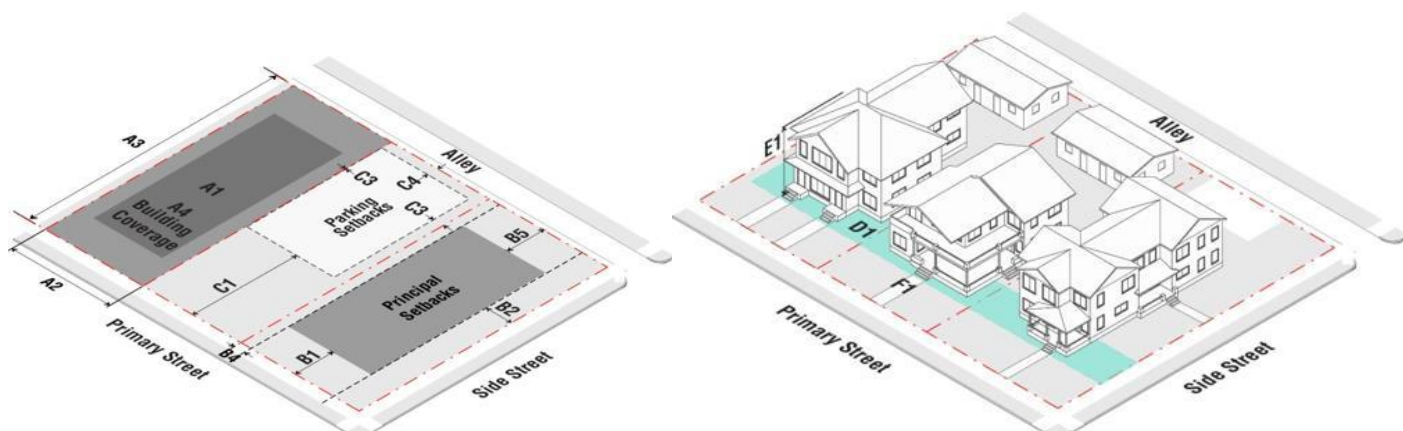 A3
A1
A4
Building
Coverage
A2
C3
C4
C3
Parking
Setbacks
Alley
C1
B5
Principal
Setbacks
B2
B4
B1
Primary Street
Side Street
E1
Alley
D1
F1
Primary Street
Side Street